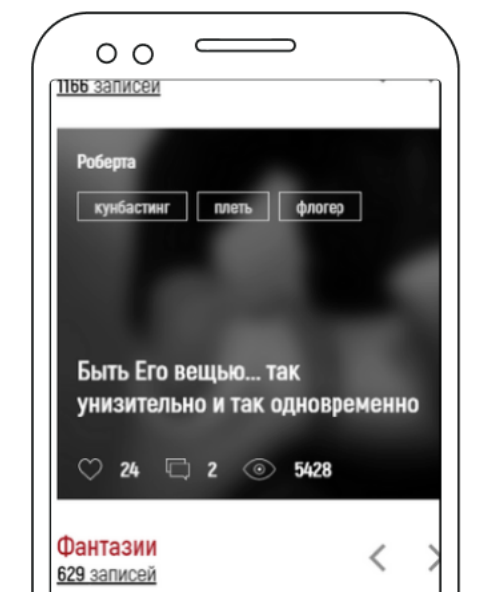 1166 записей
Роберта
кунбастинг
плеть
флогер
Быть Его вещью... так
унизительно и так одновременно
24
2
5428
Фантазии
629 записей